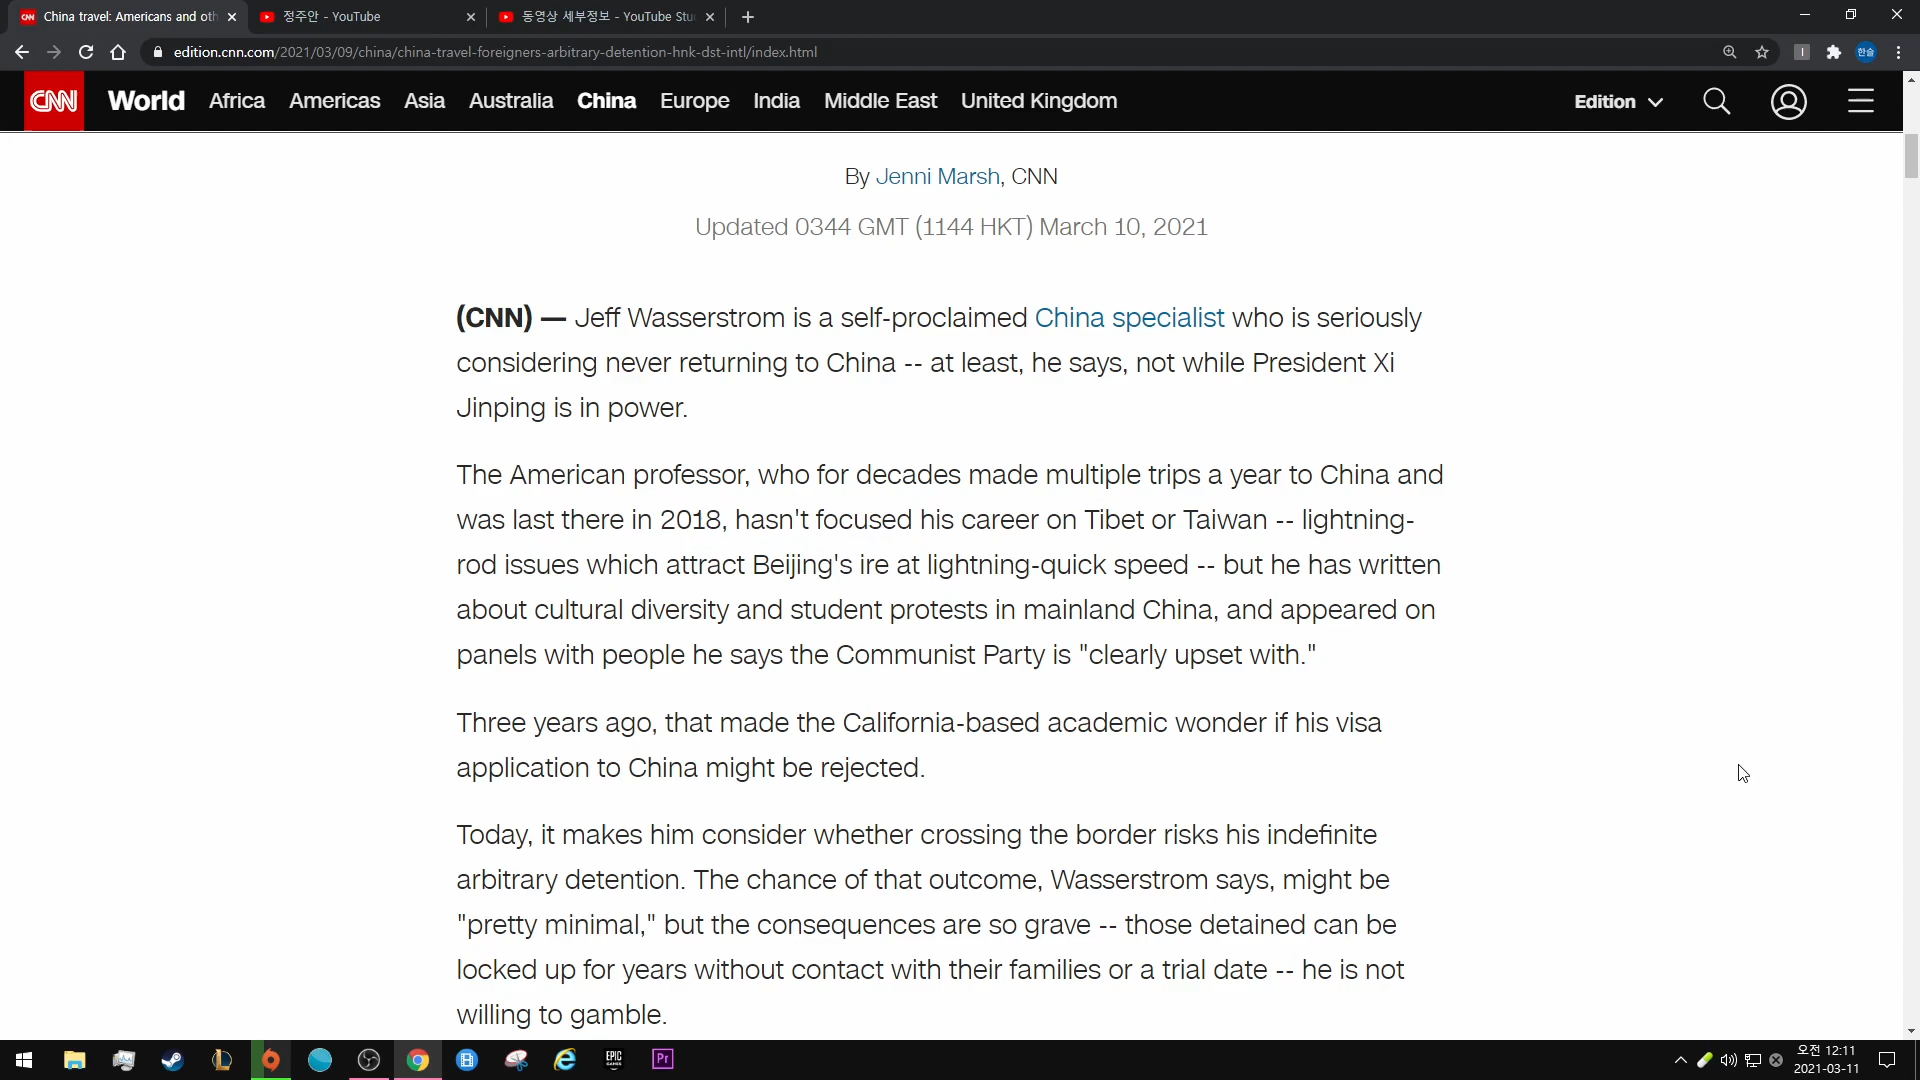 CNN China travel: Americans and oth
정주안 - YouTube
동영상 세부정보 - YouTube Stu
edition.cnn.com/2021/03/09/china/china-travel-foreigners-arbitrary-detention-hnk-dst-intl/index.html
한슬
CNN World Africa Americas Asia Australia China Europe India Middle East United Kingdom Edition
By Jenni Marsh, CNN
Updated 0344 GMT (1144 HKT) March 10, 2021
(CNN) — Jeff Wasserstrom is a self-proclaimed China specialist who is seriously
considering never returning to China -- at least, he says, not while President Xi
Jinping is in power.
The American professor, who for decades made multiple trips a year to China and
was last there in 2018, hasn't focused his career on Tibet or Taiwan -- lightning-
rod issues which attract Beijing's ire at lightning-quick speed -- but he has written
about cultural diversity and student protests in mainland China, and appeared on
panels with people he says the Communist Party is "clearly upset with."
Three years ago, that made the California-based academic wonder if his visa
application to China might be rejected.
Today, it makes him consider whether crossing the border risks his indefinite
arbitrary detention. The chance of that outcome, Wasserstrom says, might be
"pretty minimal," but the consequences are so grave -- those detained can be
locked up for years without contact with their families or a trial date -- he is not
willing to gamble.
EPIC
GAMES
Pr
오전 12:11
2021-03-11